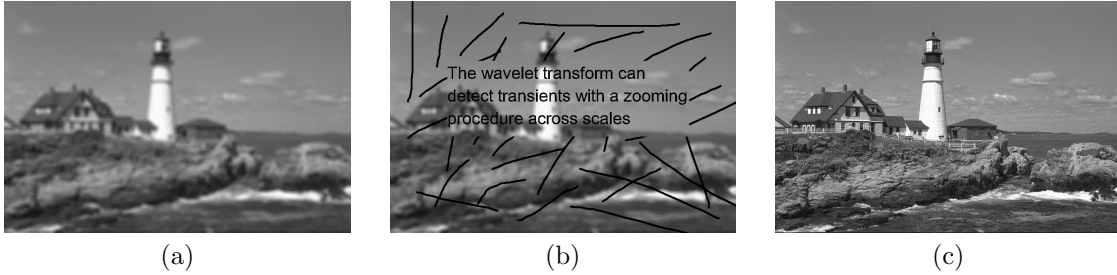 The wavelet transform can
detect transients with a zooming
procedure across scales
(a)
(b)
(c)